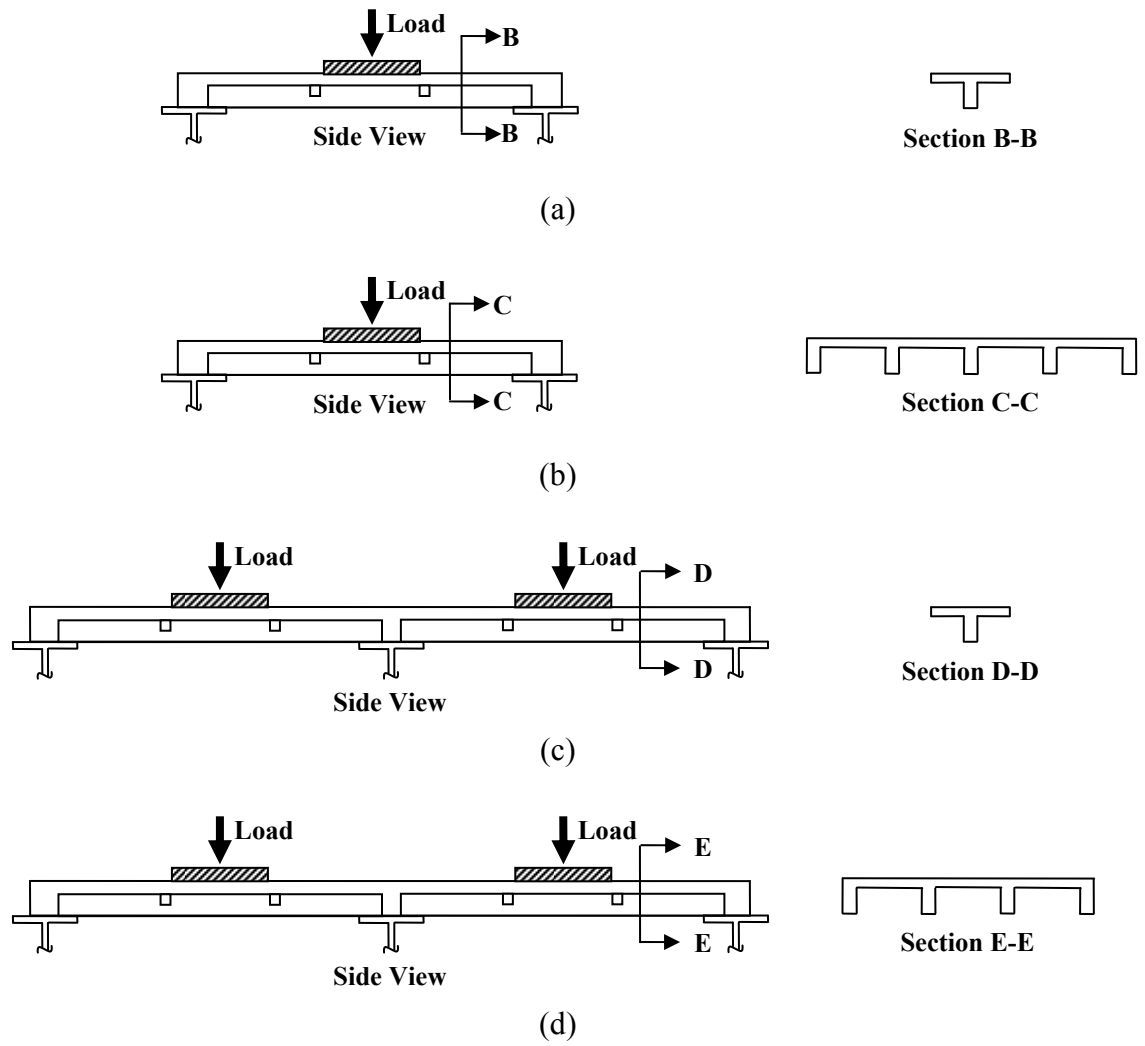 Load
B
B
Side View
Section B-B
(a)
Load
C
C
Side View
Section C-C
(b)
Load
Load
D
D
Side View
Section D-D
(c)
Load
Load
E
E
Side View
Section E-E
(d)